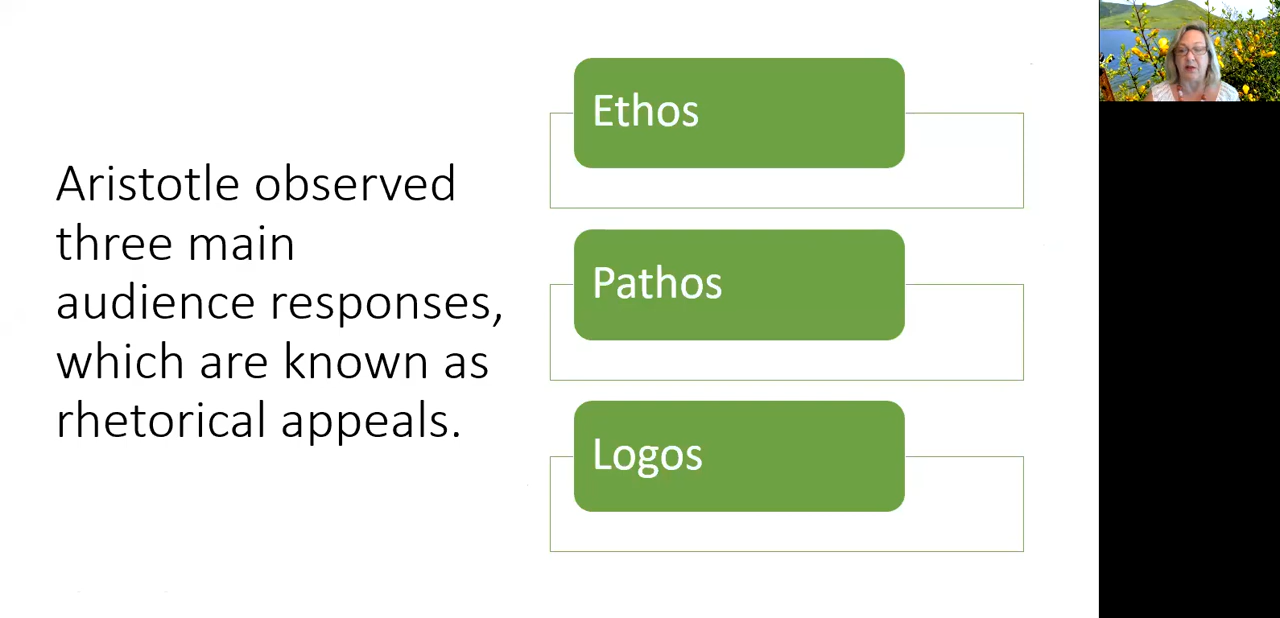 Aristotle observed
three main
audience responses,
which are known as
rhetorical appeals.
Ethos
Pathos
Logos